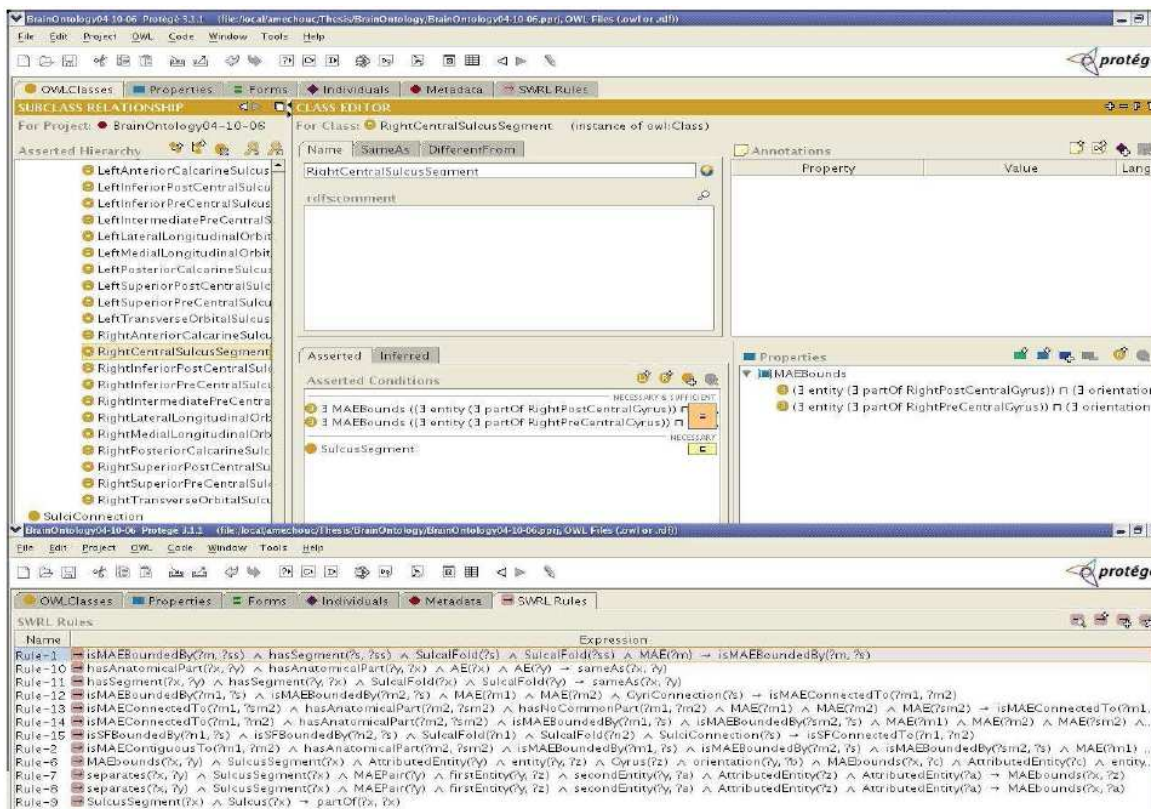 BrainOntology04-10-06 Protégé 3.1.1 (file:/local/amechouc/Thesis/BrainOntology/BrainOntology04-10-06.pprj, OWL Files (.owl or .rdf))
File Edit Project OWL Code Window Tools Help
protég
OWLClasses Properties Forms Individuals Metadata SWRL Rules
SUBCLASS RELATIONSHIP
CLASS EDITOR
For Project: BrainOntology04-10-06
For Class: RightCentralSulcusSegment (instance of owl:Class)
Asserted Hierarchy
Name SameAs DifferentFrom
Annotations
RightCentralSulcusSegment
Property Value Lang
rdfs:comment
LeftAnteriorCalcarineSulcus
LeftInferiorPostCentralSulcu
LeftInferiorPreCentralSulcus
LeftIntermediatePreCentralS
LeftLateralLongitudinalOrbit
LeftMedialLongitudinalOrbit
LeftPosteriorCalcarineSulcus
LeftSuperiorPostCentralSulc
LeftSuperiorPreCentralSulcu
LeftTransverseOrbitalSulcus
RightAnteriorCalcarineSulcu
RightCentralSulcusSegment
RightInferiorPostCentralSulc
RightInferiorPreCentralSulcu
RightIntermediatePreCentral
RightLateralLongitudinalOrb
RightMedialLongitudinalOrb
RightPosteriorCalcarineSulc
RightSuperiorPostCentralSu
RightSuperiorPreCentralSul
RightTransverseOrbitalSulcu
SulciConnection
Asserted Inferred
Asserted Conditions
NECESSARY & SUFFICIENT
∃ MAEBounds ((∃ entity (∃ partOf RightPostCentralGyrus)) ⊓
∃ MAEBounds ((∃ entity (∃ partOf RightPreCentralGyrus)) ⊓
NECESSARY
SulcusSegment
Properties
MAEBounds
(∃ entity (∃ partOf RightPostCentralGyrus)) ⊓ (∃ orientation
(∃ entity (∃ partOf RightPreCentralGyrus)) ⊓ (∃ orientation
BrainOntology04-10-06 Protégé 3.1.1 (file:/local/amechouc/Thesis/BrainOntology/BrainOntology04-10-06.pprj, OWL Files (.owl or .rdf))
File Edit Project OWL Code Window Tools Help
protég
OWLClasses Properties Forms Individuals Metadata SWRL Rules
SWRL Rules
Name Expression
Rule-1 isMAEBoundedBy(?m, ?ss) ∧ hasSegment(?s, ?ss) ∧ SulcalFold(?s) ∧ SulcalFold(?ss) ∧ MAE(?m) → isMAEBoundedBy(?m, ?s)
Rule-10 hasAnatomicalPart(?x, ?y) ∧ hasAnatomicalPart(?y, ?x) ∧ AE(?x) ∧ AE(?y) → sameAs(?x, ?y)
Rule-11 hasSegment(?x, ?y) ∧ hasSegment(?y, ?x) ∧ SulcalFold(?x) ∧ SulcalFold(?y) → sameAs(?x, ?y)
Rule-12 isMAEBoundedBy(?m1, ?s) ∧ isMAEBoundedBy(?m2, ?s) ∧ MAE(?m1) ∧ MAE(?m2) ∧ GyriConnection(?s) → isMAEConnectedTo(?m1, ?m2)
Rule-13 isMAEConnectedTo(?m1, ?sm2) ∧ hasAnatomicalPart(?m2, ?sm2) ∧ hasNoCommonPart(?m1, ?m2) ∧ MAE(?m1) ∧ MAE(?m2) ∧ MAE(?sm2) → isMAEConnectedTo(?m1,
Rule-14 isMAEConnectedTo(?m1, ?m2) ∧ hasAnatomicalPart(?m2, ?sm2) ∧ isMAEBoundedBy(?m1, ?s) ∧ isMAEBoundedBy(?sm2, ?s) ∧ MAE(?m1) ∧ MAE(?m2) ∧ MAE(?sm2) ∧..
Rule-15 isSFBoundedBy(?n1, ?s) ∧ isSFBoundedBy(?n2, ?s) ∧ SulcalFold(?n1) ∧ SulcalFold(?n2) ∧ SulciConnection(?s) → isSFConnectedTo(?n1, ?n2)
Rule-2 isMAEContiguousTo(?m1, ?m2) ∧ hasAnatomicalPart(?m2, ?sm2) ∧ isMAEBoundedBy(?m1, ?s) ∧ isMAEBoundedBy(?m2, ?s) ∧ isMAEBoundedBy(?sm2, ?s) ∧ MAE(?m1) ...
Rule-6 MAEbounds(?x, ?y) ∧ SulcusSegment(?x) ∧ AttributedEntity(?y) ∧ entity(?y, ?z) ∧ Gyrus(?z) ∧ orientation(?y, ?b) ∧ MAEbounds(?x, ?c) ∧ AttributedEntity(?c) ∧ entity..
Rule-7 separates(?x, ?y) ∧ SulcusSegment(?x) ∧ MAEPair(?y) ∧ firstEntity(?y, ?z) ∧ secondEntity(?y, ?a) ∧ AttributedEntity(?z) ∧ AttributedEntity(?a) → MAEbounds(?x, ?z)
Rule-8 separates(?x, ?y) ∧ SulcusSegment(?x) ∧ MAEPair(?y) ∧ firstEntity(?y, ?z) ∧ secondEntity(?y, ?a) ∧ AttributedEntity(?z) ∧ AttributedEntity(?a) → MAEbounds(?x, ?a)
Rule-9 SulcusSegment(?x) ∧ Sulcus(?x) → partOf(?x, ?x)